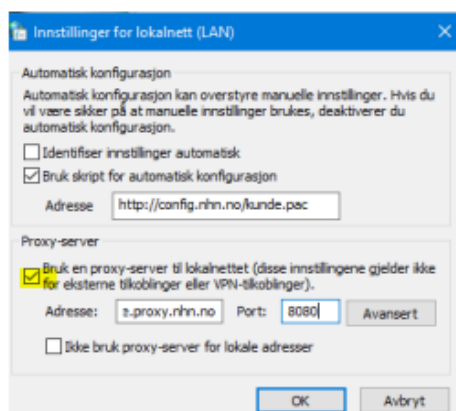 Innstillinger for lokalnett (LAN)
Automatisk konfigurasjon
Automatisk konfigurasjon kan overstyre manuelle innstillinger. Hvis du
vil være sikker på at manuelle innstillinger brukes, deaktiverer du
automatisk konfigurasjon.
Identifiser innstillinger automatisk
Bruk skript for automatisk konfigurasjon
Adresse http://config.nhn.no/kunde.pac
Proxy-server
Bruk en proxy-server til lokalnettet (disse innstillingene gjelder ikke
for eksterne tilkoblinger eller VPN-tilkoblinger).
Adresse: e.proxy.nhn.no Port: 8080 Avansert
Ikke bruk proxy-server for lokale adresser
OK Avbryt